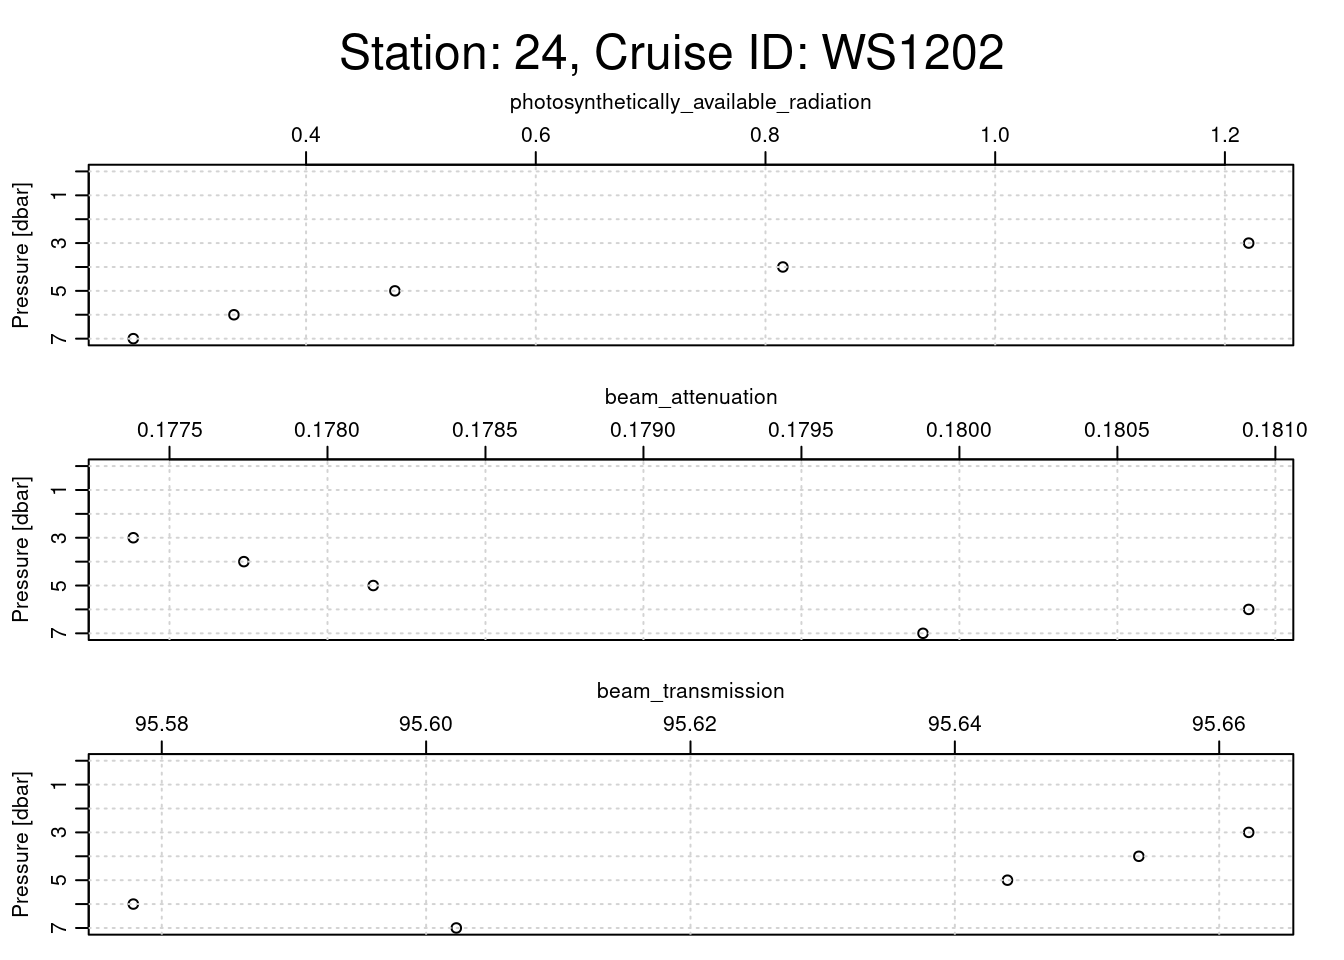 Station: 24, Cruise ID: WS1202
photosynthetically_available_radiation
0.4 0.6 0.8 1.0 1.2
Pressure [dbar]
1
3
5
7
beam_attenuation
0.1775 0.1780 0.1785 0.1790 0.1795 0.1800 0.1805 0.1810
Pressure [dbar]
1
3
5
7
beam_transmission
95.58 95.60 95.62 95.64 95.66
Pressure [dbar]
1
3
5
7